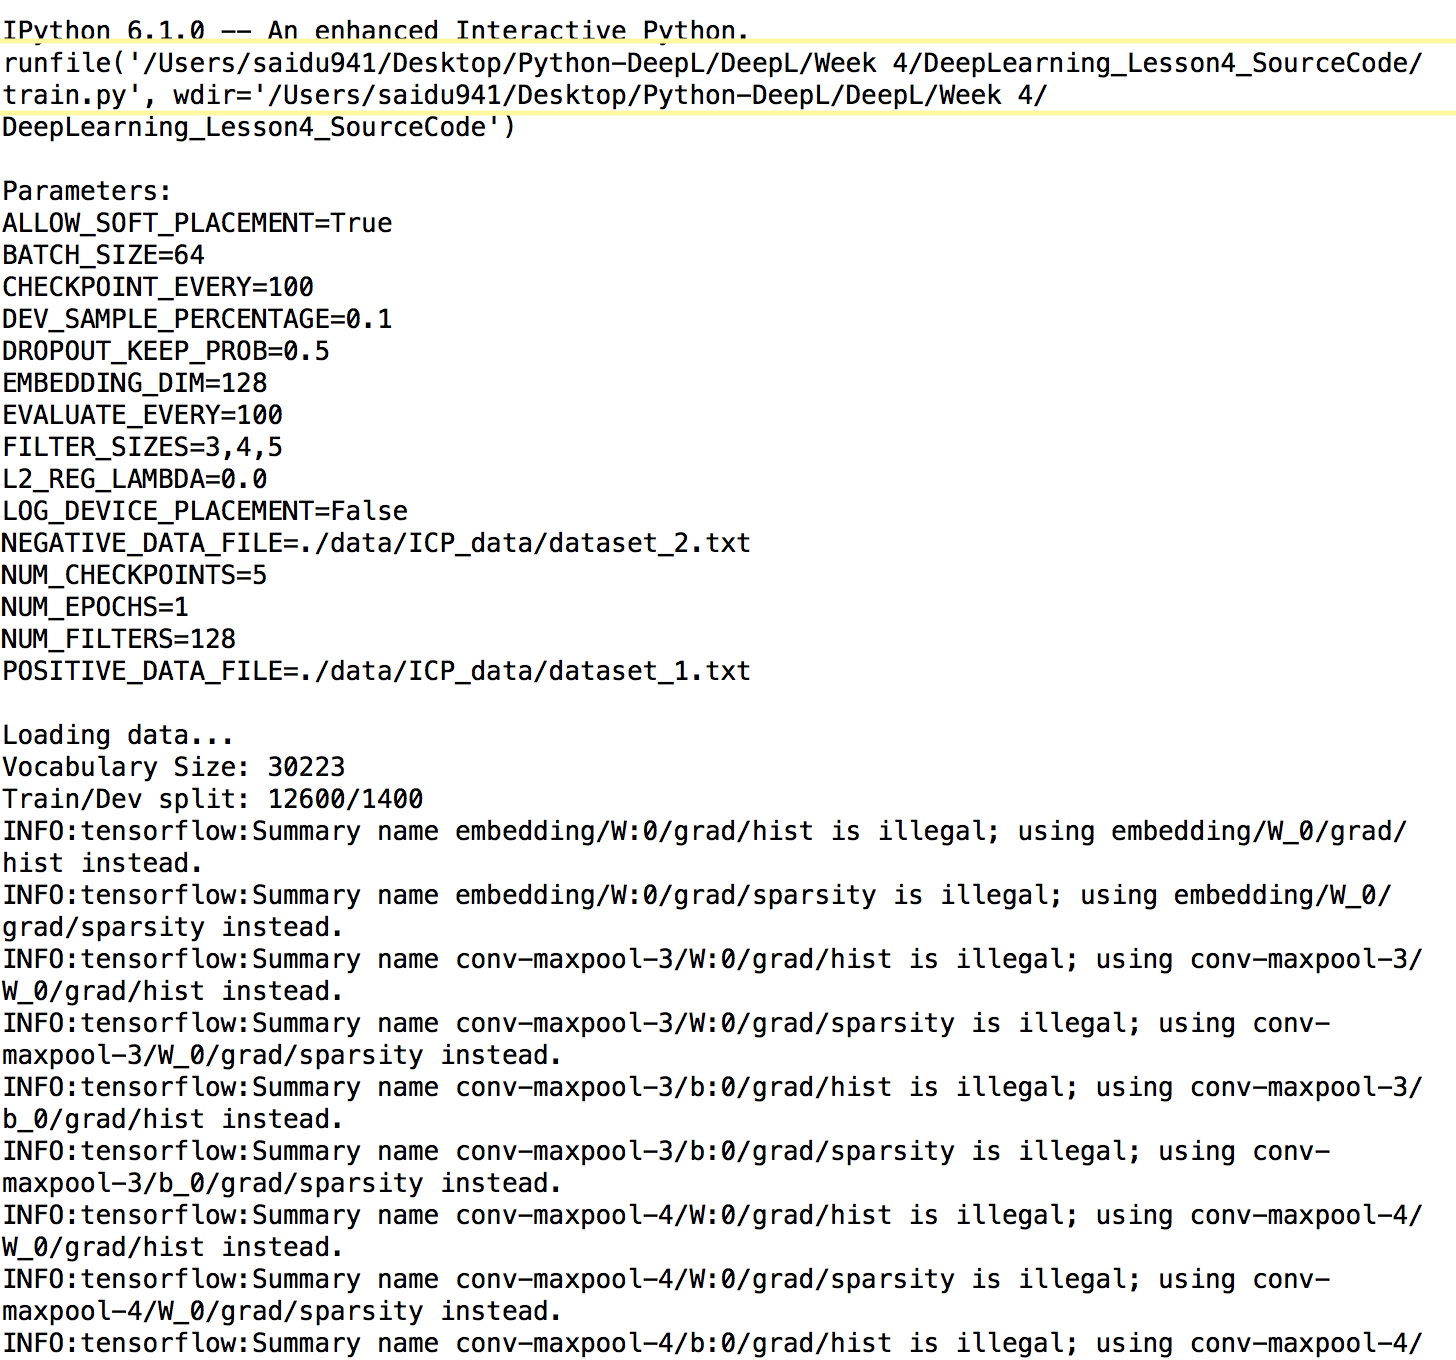 IPython 6.1.0 -- An enhanced Interactive Python.
runfile('/Users/saidu941/Desktop/Python-DeepL/DeepL/Week 4/DeepLearning_Lesson4_SourceCode/
train.py', wdir='/Users/saidu941/Desktop/Python-DeepL/DeepL/Week 4/
DeepLearning_Lesson4_SourceCode')

Parameters:
ALLOW_SOFT_PLACEMENT=True
BATCH_SIZE=64
CHECKPOINT_EVERY=100
DEV_SAMPLE_PERCENTAGE=0.1
DROPOUT_KEEP_PROB=0.5
EMBEDDING_DIM=128
EVALUATE_EVERY=100
FILTER_SIZES=3,4,5
L2_REG_LAMBDA=0.0
LOG_DEVICE_PLACEMENT=False
NEGATIVE_DATA_FILE=./data/ICP_data/dataset_2.txt
NUM_CHECKPOINTS=5
NUM_EPOCHS=1
NUM_FILTERS=128
POSITIVE_DATA_FILE=./data/ICP_data/dataset_1.txt

Loading data...
Vocabulary Size: 30223
Train/Dev split: 12600/1400
INFO:tensorflow:Summary name embedding/W:0/grad/hist is illegal; using embedding/W_0/grad/
hist instead.
INFO:tensorflow:Summary name embedding/W:0/grad/sparsity is illegal; using embedding/W_0/
grad/sparsity instead.
INFO:tensorflow:Summary name conv-maxpool-3/W:0/grad/hist is illegal; using conv-maxpool-3/
W_0/grad/hist instead.
INFO:tensorflow:Summary name conv-maxpool-3/W:0/grad/sparsity is illegal; using conv-
maxpool-3/W_0/grad/sparsity instead.
INFO:tensorflow:Summary name conv-maxpool-3/b:0/grad/hist is illegal; using conv-maxpool-3/
b_0/grad/hist instead.
INFO:tensorflow:Summary name conv-maxpool-3/b:0/grad/sparsity is illegal; using conv-
maxpool-3/b_0/grad/sparsity instead.
INFO:tensorflow:Summary name conv-maxpool-4/W:0/grad/hist is illegal; using conv-maxpool-4/
W_0/grad/hist instead.
INFO:tensorflow:Summary name conv-maxpool-4/W:0/grad/sparsity is illegal; using conv-
maxpool-4/W_0/grad/sparsity instead.
INFO:tensorflow:Summary name conv-maxpool-4/b:0/grad/hist is illegal; using conv-maxpool-4/